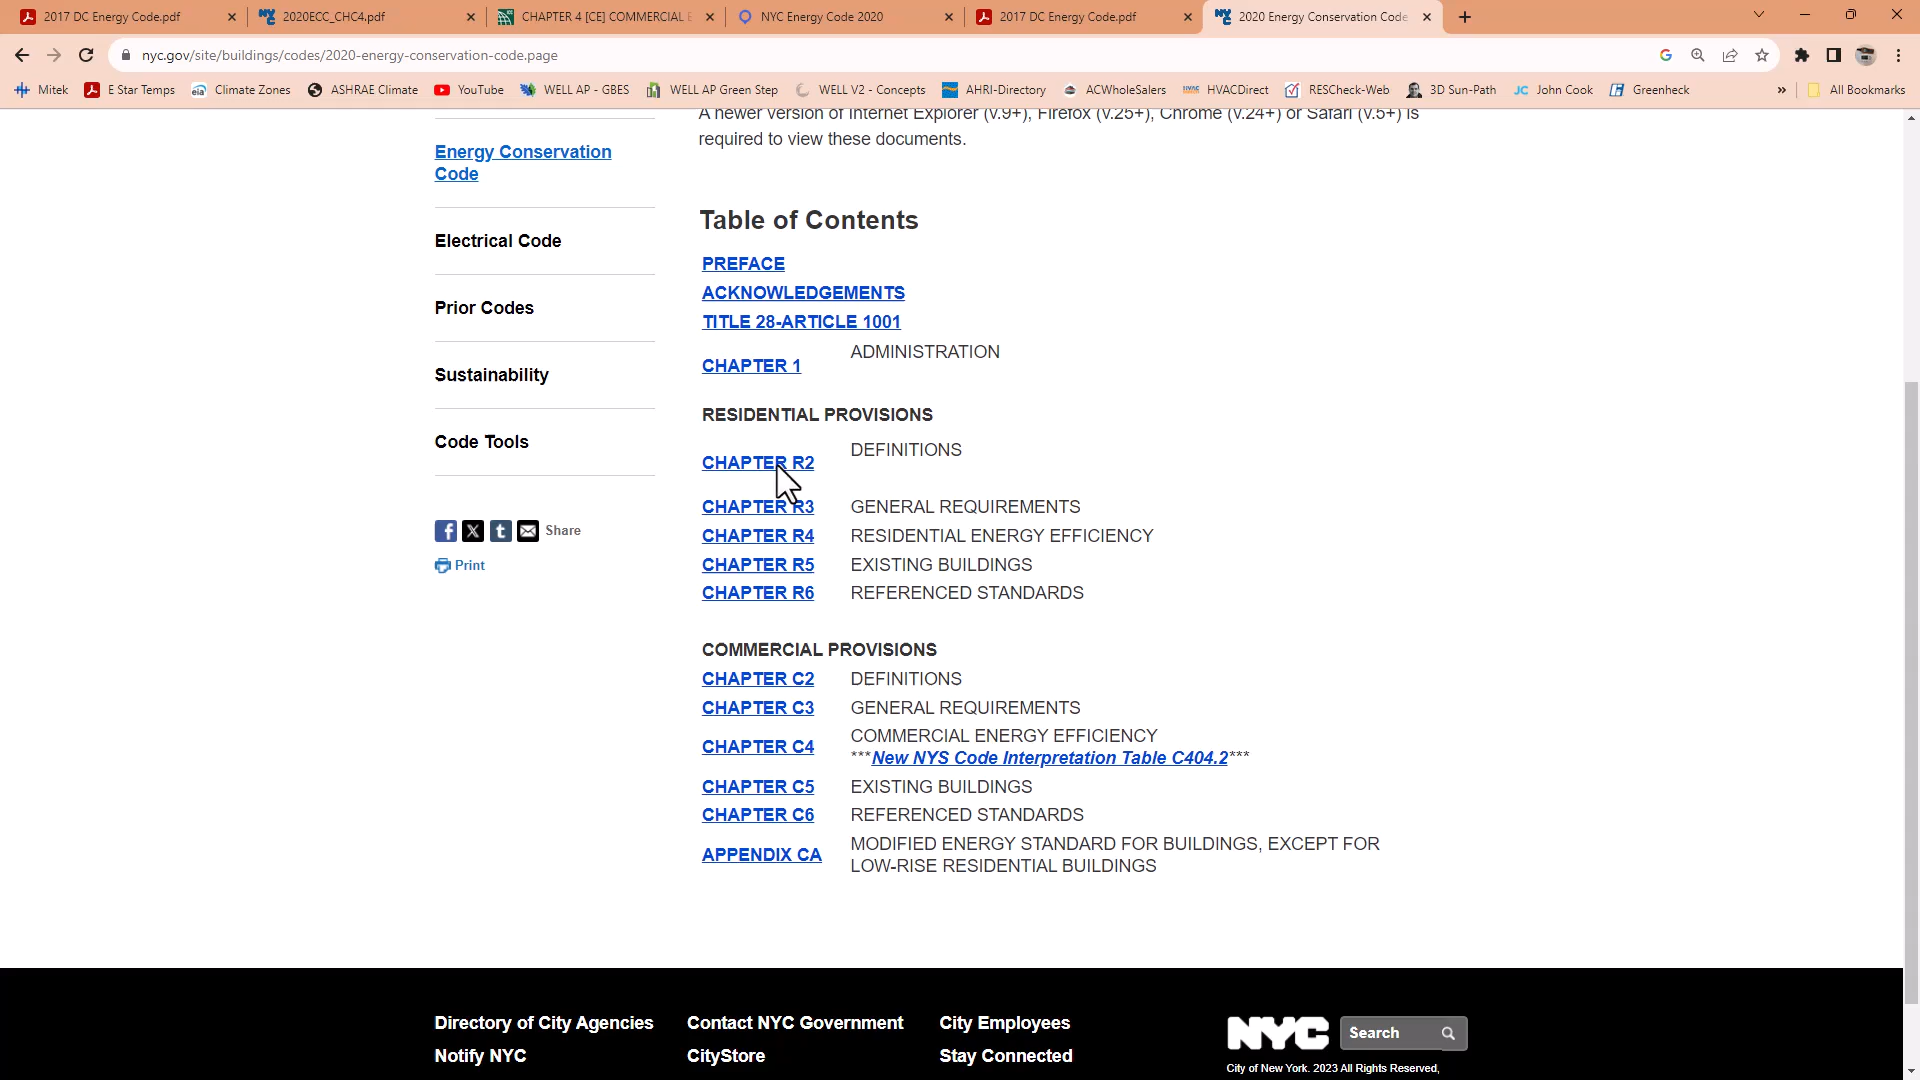 2017 DC Energy Code.pdf
2020ECC_CHC4.pdf
CHAPTER 4 [CE] COMMERCIAL E
NYC Energy Code 2020
2017 DC Energy Code.pdf
2020 Energy Conservation Code
nyc.gov/site/buildings/codes/2020-energy-conservation-code.page
Mitek
E Star Temps
Climate Zones
ASHRAE Climate
YouTube
WELL AP - GBES
WELL AP Green Step
WELL V2 - Concepts
AHRI-Directory
ACWholeSalers
HVACDirect
RESCheck-Web
3D Sun-Path
JC John Cook
Greenheck
»
All Bookmarks
A newer version of Internet Explorer (v.9+), Firefox (v.25+), Chrome (v.24+) or Safari (v.5+) is
required to view these documents.
Energy Conservation
Code
Electrical Code
Prior Codes
Sustainability
Code Tools
Share
Print
Table of Contents
PREFACE
ACKNOWLEDGEMENTS
TITLE 28-ARTICLE 1001
CHAPTER 1 ADMINISTRATION
RESIDENTIAL PROVISIONS
CHAPTER R2 DEFINITIONS
CHAPTER R3 GENERAL REQUIREMENTS
CHAPTER R4 RESIDENTIAL ENERGY EFFICIENCY
CHAPTER R5 EXISTING BUILDINGS
CHAPTER R6 REFERENCED STANDARDS
COMMERCIAL PROVISIONS
CHAPTER C2 DEFINITIONS
CHAPTER C3 GENERAL REQUIREMENTS
CHAPTER C4 COMMERCIAL ENERGY EFFICIENCY
***New NYS Code Interpretation Table C404.2***
CHAPTER C5 EXISTING BUILDINGS
CHAPTER C6 REFERENCED STANDARDS
APPENDIX CA MODIFIED ENERGY STANDARD FOR BUILDINGS, EXCEPT FOR
LOW-RISE RESIDENTIAL BUILDINGS
Directory of City Agencies
Notify NYC
Contact NYC Government
CityStore
City Employees
Stay Connected
NYC
Search
City of New York. 2023 All Rights Reserved,